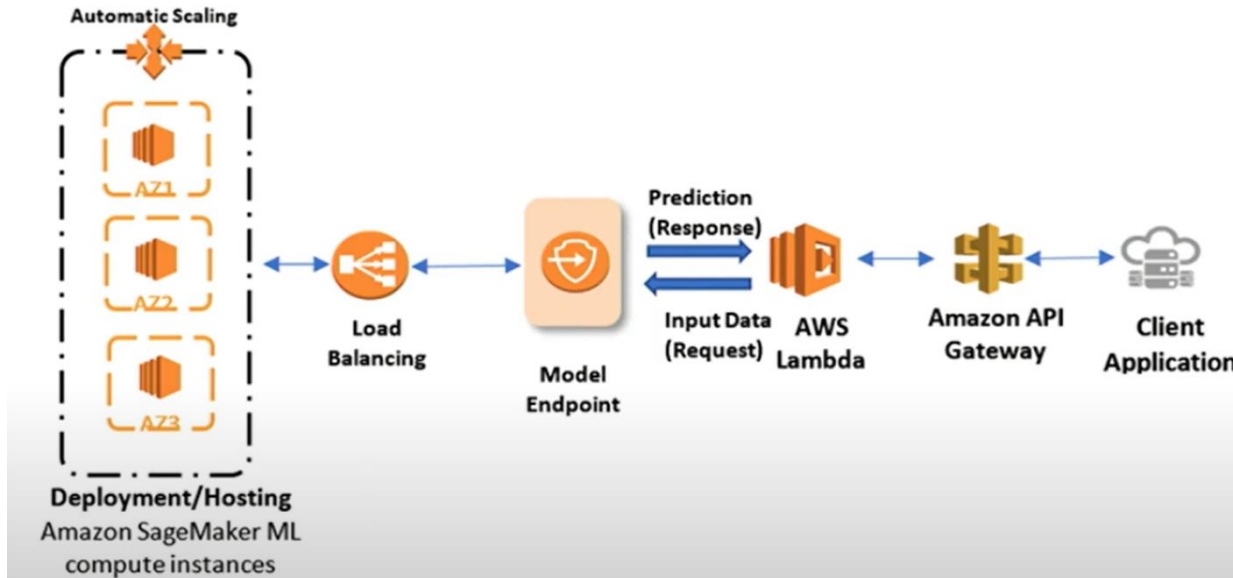 Automatic Scaling
AZ1
AZ2
AZ3
Deployment/Hosting
Amazon SageMaker ML
compute instances
Load
Balancing
Model
Endpoint
Prediction
(Response)
Input Data
(Request)
AWS
Lambda
Amazon API
Gateway
Client
Application